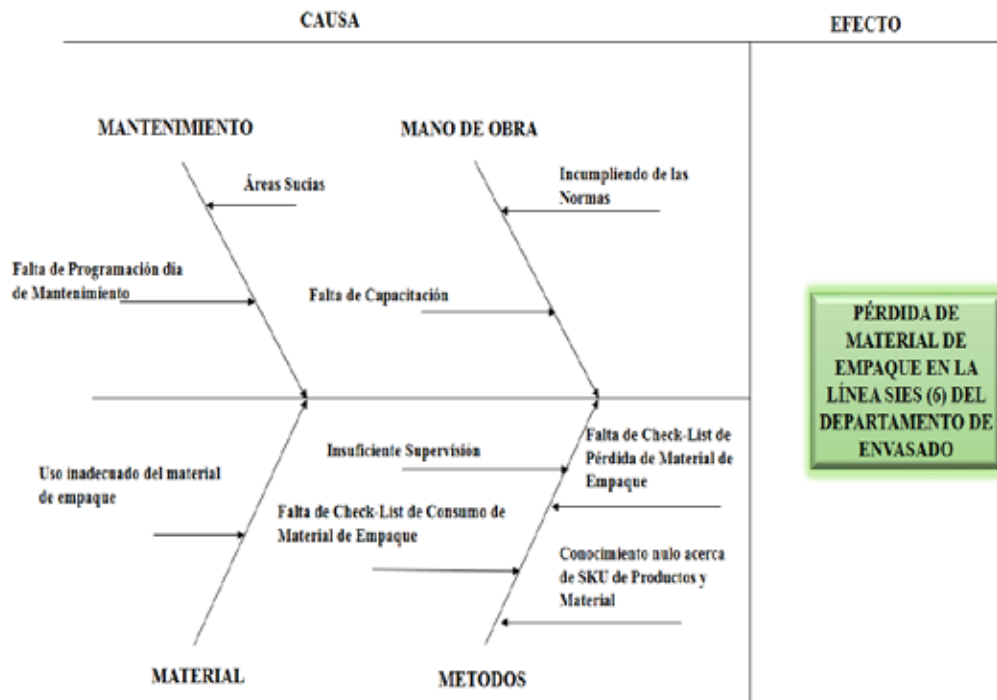 CAUSA
EFECTO
MANTENIMIENTO
MANO DE OBRA
Áreas Sucias
Incumpliendo de las
Normas
Falta de Programación dia
de Mantenimiento
Falta de Capacitación
PÉRDIDA DE
MATERIAL DE
EMPAQUE EN LA
LÍNEA SIES (6) DEL
DEPARTAMENTO DE
ENVASADO
Insuficiente Supervisión
Falta de Check-List de
Pérdida de Material de
Empaque
Uso inadecuado del material
de empaque
Falta de Check-List de Consumo de
Material de Empaque
Conocimiento nulo acerca
de SKU de Productos y
Material
MATERIAL
METODOS